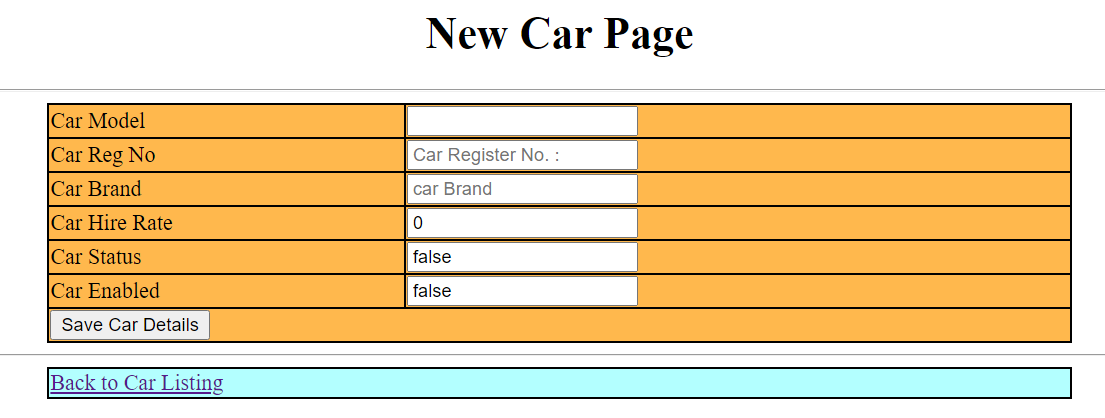 New Car Page
Car Model
Car Reg No Car Register No. :
Car Brand car Brand
Car Hire Rate 0
Car Status false
Car Enabled false
Save Car Details
Back to Car Listing